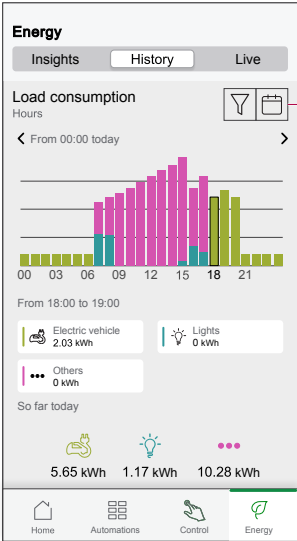 Energy
Insights History Live
Load consumption
Hours
From 00:00 today
00 03 06 09 12 15 18 21
From 18:00 to 19:00
Electric vehicle
2.03 kWh
Lights
0 kWh
Others
0 kWh
So far today
5.65 kWh 1.17 kWh 10.28 kWh
Home Automations Control Energy